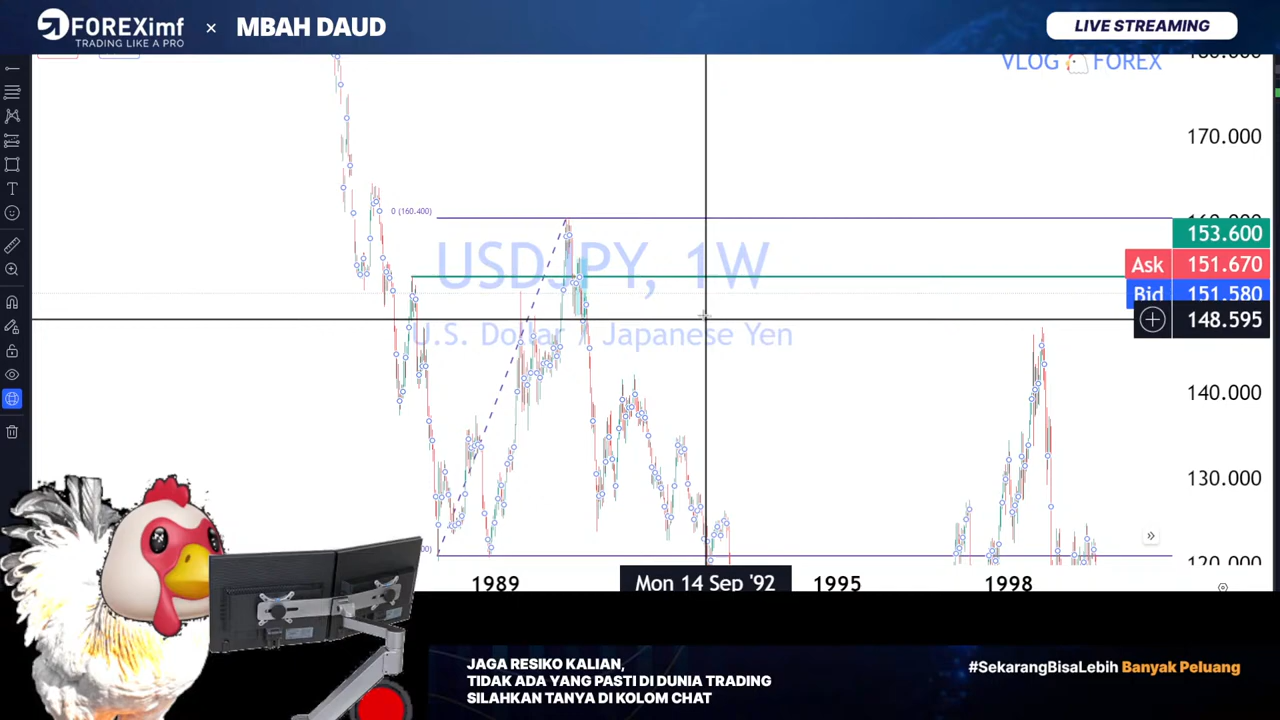 FOREXimf
TRADING LIKE A PRO
×
MBAH DAUD
LIVE STREAMING
VLOG FOREX
170.000
0 (160.400)
153.600
USDJPY, 1W
Ask 151.670
Bid 151.580
148.595
U.S. Dollar / Japanese Yen
140.000
130.000
120.000
1989
Mon 14 Sep '92
1995
1998
JAGA RESIKO KALIAN,
TIDAK ADA YANG PASTI DI DUNIA TRADING
SILAHKAN TANYA DI KOLOM CHAT
#SekarangBisaLebih Banyak Peluang